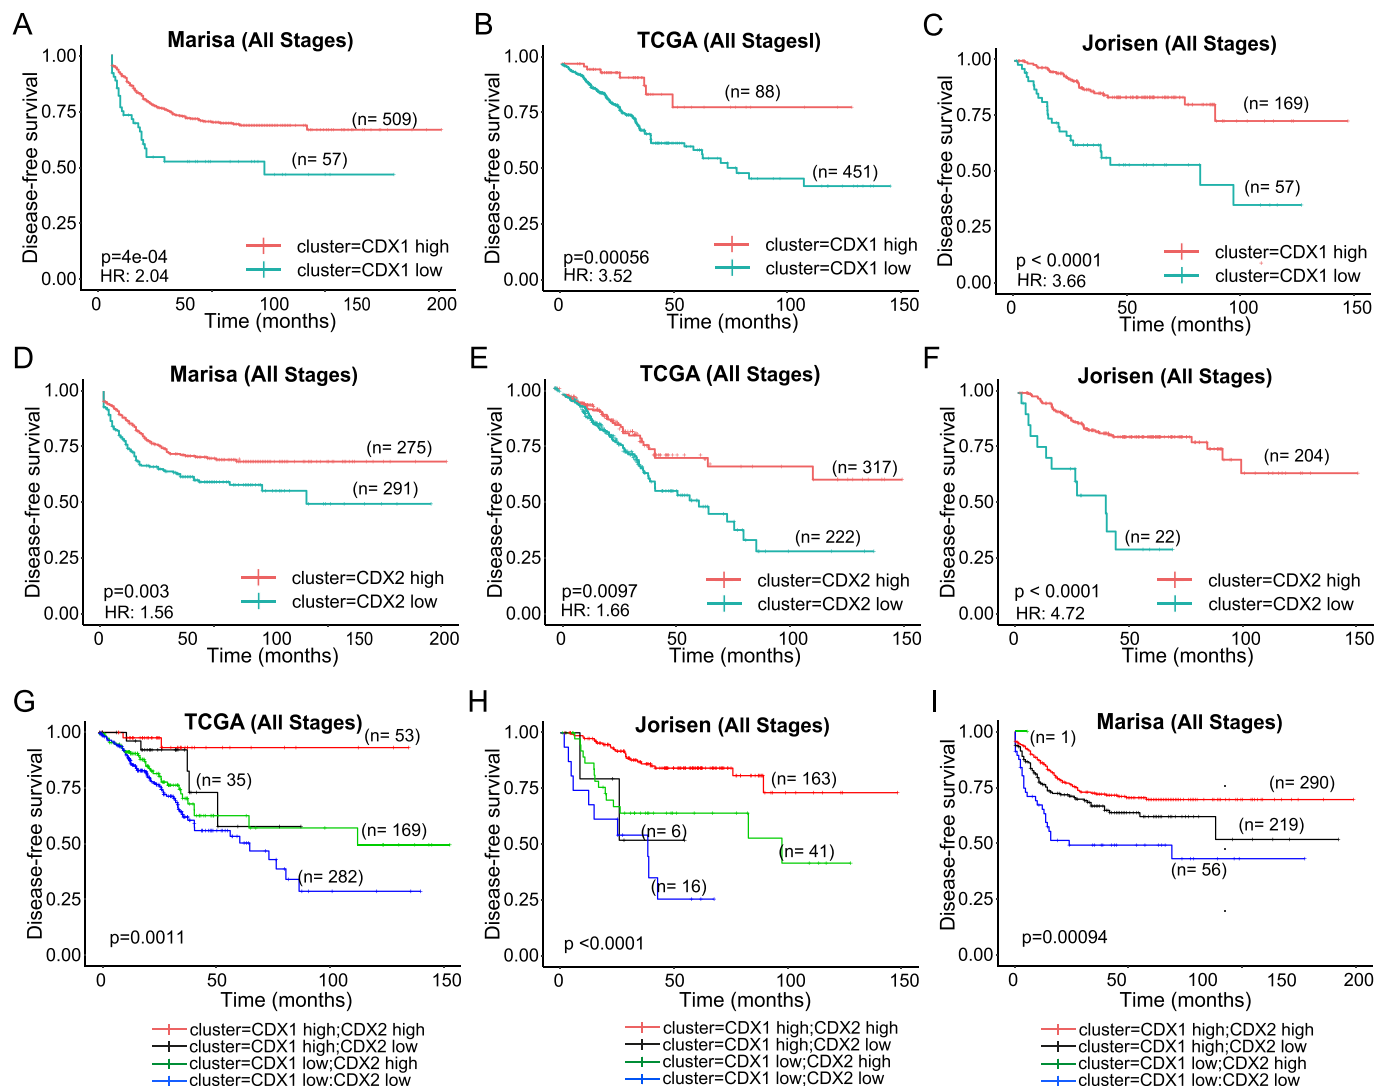 A
Marisa (All Stages)
1.00
0.75
0.50
0.25
0.00
Disease-free survival
(n= 509)
(n= 57)
p=4e-04
HR: 2.04
cluster=CDX1 high
cluster=CDX1 low
0 50 100 150 200
Time (months)
B
TCGA (All StagesI)
1.00
0.75
0.50
0.25
0.00
Disease-free survival
(n= 88)
(n= 451)
p=0.00056
HR: 3.52
cluster=CDX1 high
cluster=CDX1 low
0 50 100 150
Time (months)
C
Jorisen (All Stages)
1.00
0.75
0.50
0.25
0.00
Disease-free survival
(n= 169)
(n= 57)
p < 0.0001
HR: 3.66
cluster=CDX1 high
cluster=CDX1 low
0 50 100 150
Time (months)
D
Marisa (All Stages)
1.00
0.75
0.50
0.25
0.00
Disease-free survival
(n= 275)
(n= 291)
p=0.003
HR: 1.56
cluster=CDX2 high
cluster=CDX2 low
0 50 100 150 200
Time (months)
E
TCGA (All Stages)
1.00
0.75
0.50
0.25
0.00
Disease-free survival
(n= 317)
(n= 222)
p=0.0097
HR: 1.66
cluster=CDX2 high
cluster=CDX2 low
0 50 100 150
Time (months)
F
Jorisen (All Stages)
1.00
0.75
0.50
0.25
0.00
Disease-free survival
(n= 204)
(n= 22)
p < 0.0001
HR: 4.72
cluster=CDX2 high
cluster=CDX2 low
0 50 100 150
Time (months)
G
TCGA (All Stages)
1.00
0.75
0.50
0.25
0.00
Disease-free survival
(n= 53)
(n= 35)
(n= 169)
(n= 282)
p=0.0011
0 50 100 150
Time (months)
cluster=CDX1 high;CDX2 high
cluster=CDX1 high;CDX2 low
cluster=CDX1 low;CDX2 high
cluster=CDX1 low;CDX2 low
H
Jorisen (All Stages)
1.00
0.75
0.50
0.25
0.00
Disease-free survival
(n= 163)
(n= 6)
(n= 41)
(n= 16)
p <0.0001
0 50 100 150
Time (months)
cluster=CDX1 high;CDX2 high
cluster=CDX1 high;CDX2 low
cluster=CDX1 low;CDX2 high
cluster=CDX1 low;CDX2 low
I
Marisa (All Stages)
1.00
0.75
0.50
0.25
0.00
Disease-free survival
(n= 1)
(n= 290)
(n= 219)
(n= 56)
p=0.00094
0 50 100 150 200
Time (months)
cluster=CDX1 high;CDX2 high
cluster=CDX1 high;CDX2 low
cluster=CDX1 low;CDX2 high
cluster=CDX1 low;CDX2 low